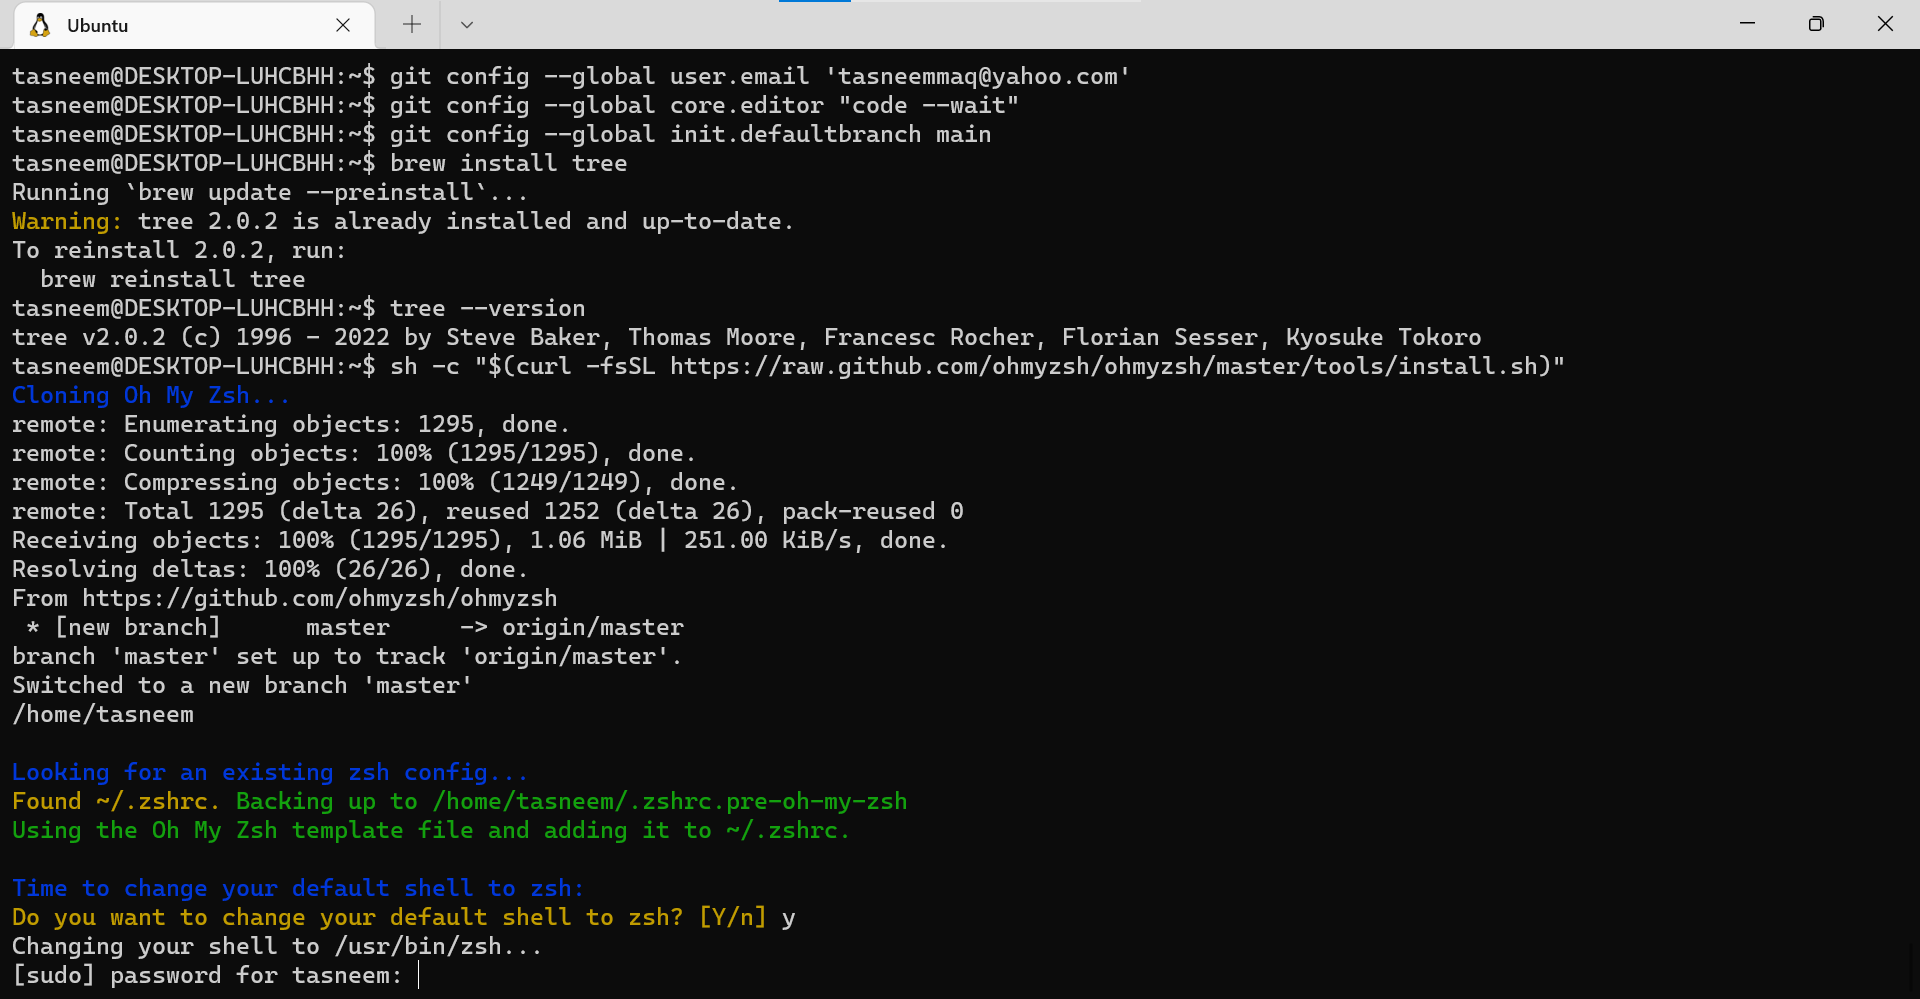 Ubuntu
tasneem@DESKTOP-LUHCBHH:~$ git config --global user.email 'tasneemmaq@yahoo.com'
tasneem@DESKTOP-LUHCBHH:~$ git config --global core.editor "code --wait"
tasneem@DESKTOP-LUHCBHH:~$ git config --global init.defaultbranch main
tasneem@DESKTOP-LUHCBHH:~$ brew install tree
Running `brew update --preinstall`...
Warning: tree 2.0.2 is already installed and up-to-date.
To reinstall 2.0.2, run:
  brew reinstall tree
tasneem@DESKTOP-LUHCBHH:~$ tree --version
tree v2.0.2 (c) 1996 - 2022 by Steve Baker, Thomas Moore, Francesc Rocher, Florian Sesser, Kyosuke Tokoro
tasneem@DESKTOP-LUHCBHH:~$ sh -c "$(curl -fsSL https://raw.github.com/ohmyzsh/ohmyzsh/master/tools/install.sh)"
Cloning Oh My Zsh...
remote: Enumerating objects: 1295, done.
remote: Counting objects: 100% (1295/1295), done.
remote: Compressing objects: 100% (1249/1249), done.
remote: Total 1295 (delta 26), reused 1252 (delta 26), pack-reused 0
Receiving objects: 100% (1295/1295), 1.06 MiB | 251.00 KiB/s, done.
Resolving deltas: 100% (26/26), done.
From https://github.com/ohmyzsh/ohmyzsh
 * [new branch]      master     -> origin/master
branch 'master' set up to track 'origin/master'.
Switched to a new branch 'master'
/home/tasneem
Looking for an existing zsh config...
Found ~/.zshrc. Backing up to /home/tasneem/.zshrc.pre-oh-my-zsh
Using the Oh My Zsh template file and adding it to ~/.zshrc.
Time to change your default shell to zsh:
Do you want to change your default shell to zsh? [Y/n] y
Changing your shell to /usr/bin/zsh...
[sudo] password for tasneem: